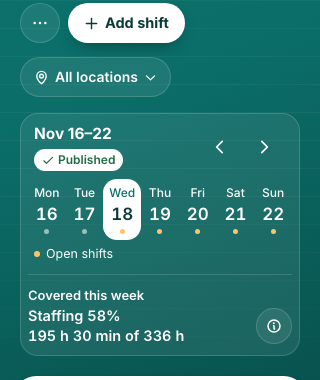 Add shift
All locations
Nov 16–22
Published
Mon Tue Wed Thu Fri Sat Sun
16 17 18 19 20 21 22
Open shifts
Covered this week
Staffing 58%
195 h 30 min of 336 h